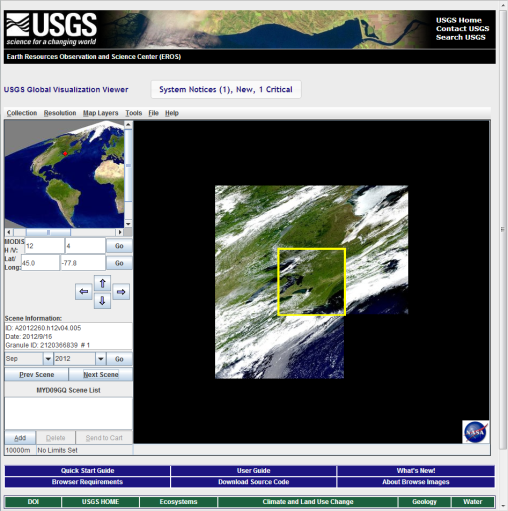 USGS
science for a changing world
USGS Home
Contact USGS
Search USGS
Earth Resources Observation and Science Center (EROS)
USGS Global Visualization Viewer
System Notices (1), New, 1 Critical
Collection Resolution Map Layers Tools File Help
MODIS H /V: 12 4 Go
Lat/ Long: 45.0 -77.8 Go
Scene Information:
ID: A2012260.h12v04.005
Date: 2012/9/16
Granule ID: 2120366839 # 1
Sep 2012 Go
Prev Scene Next Scene
MYD09GQ Scene List
Add Delete Send to Cart
10000m No Limits Set
NASA
Quick Start Guide User Guide What's New!
Browser Requirements Download Source Code About Browse Images
DOI USGS HOME Ecosystems Climate and Land Use Change Geology Water